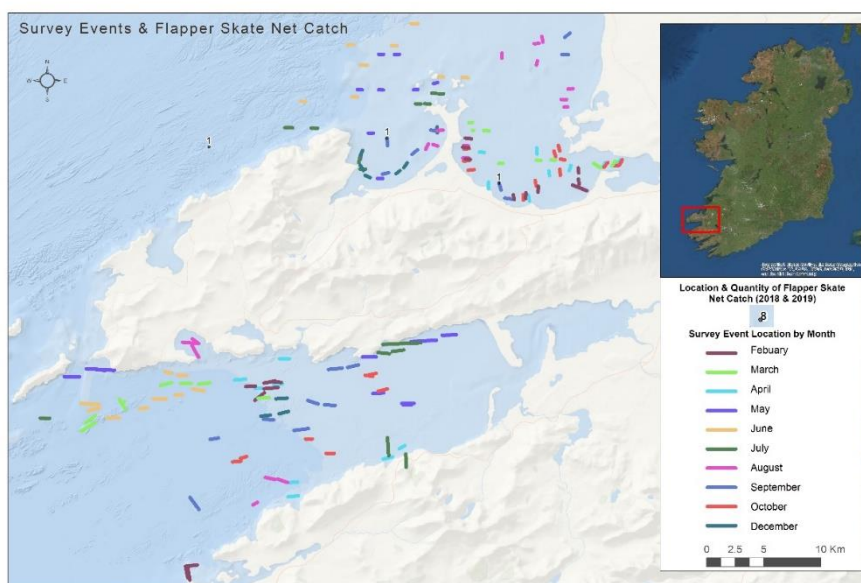 Survey Events & Flapper Skate Net Catch
N
W
E
S
1
1
1
Location & Quantity of Flapper Skate
Net Catch (2018 & 2019)
8
Survey Event Location by Month
Febuary
March
April
May
June
July
August
September
October
December
0 2.5 5 10 Km